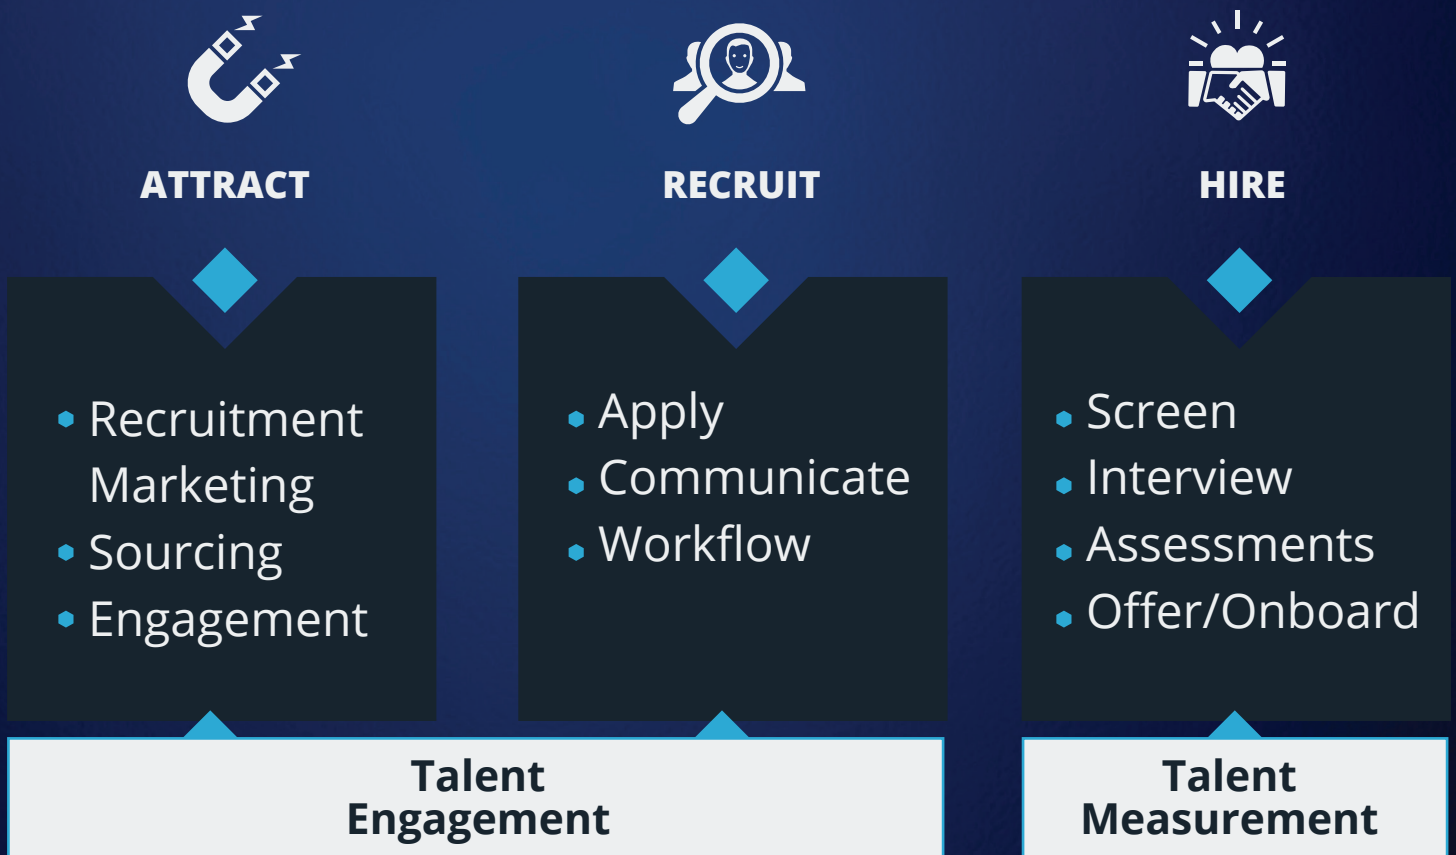 ATTRACT
Recruitment
Marketing
Sourcing
Engagement
RECRUIT
Apply
Communicate
Workflow
HIRE
Screen
Interview
Assessments
Offer/Onboard
Talent
Engagement
Talent
Measurement